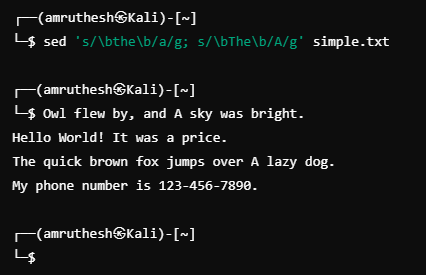 ┌──(amruthesh㉿Kali)-[~]
└─$ sed 's/\bthe\b/a/g; s/\bThe\b/A/g' simple.txt
┌──(amruthesh㉿Kali)-[~]
└─$ Owl flew by, and A sky was bright.
Hello World! It was a price.
The quick brown fox jumps over A lazy dog.
My phone number is 123-456-7890.
┌──(amruthesh㉿Kali)-[~]
└─$